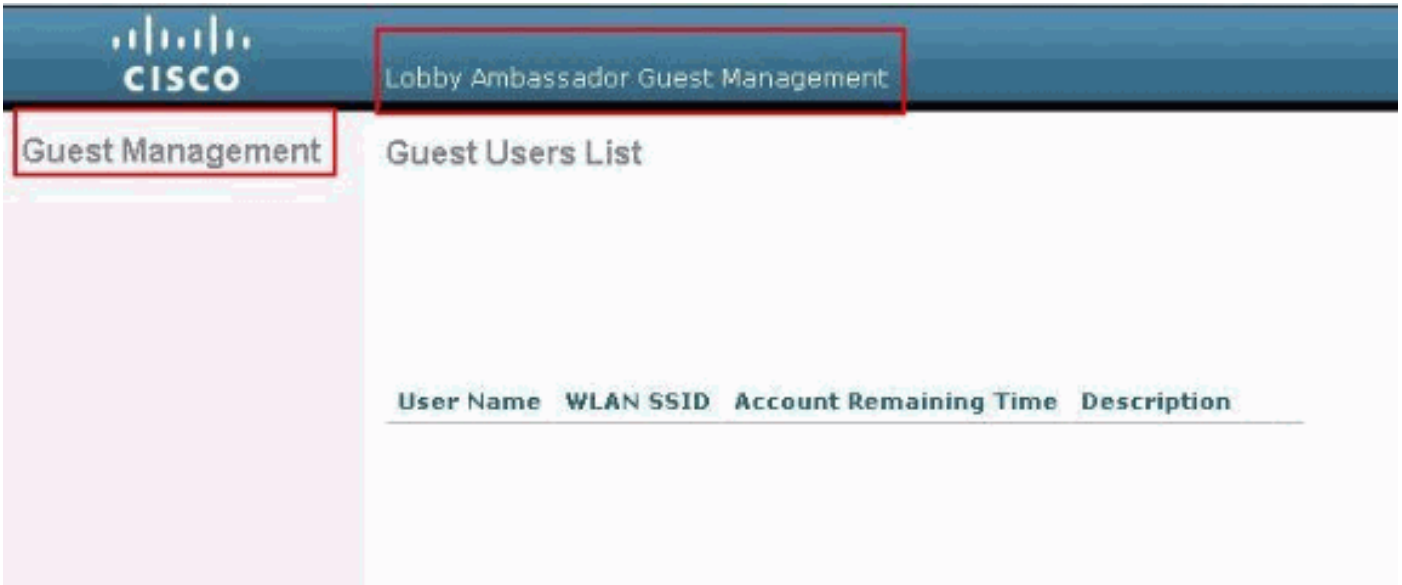 CISCO
Lobby Ambassador Guest Management
Guest Management
Guest Users List
User Name WLAN SSID Account Remaining Time Description